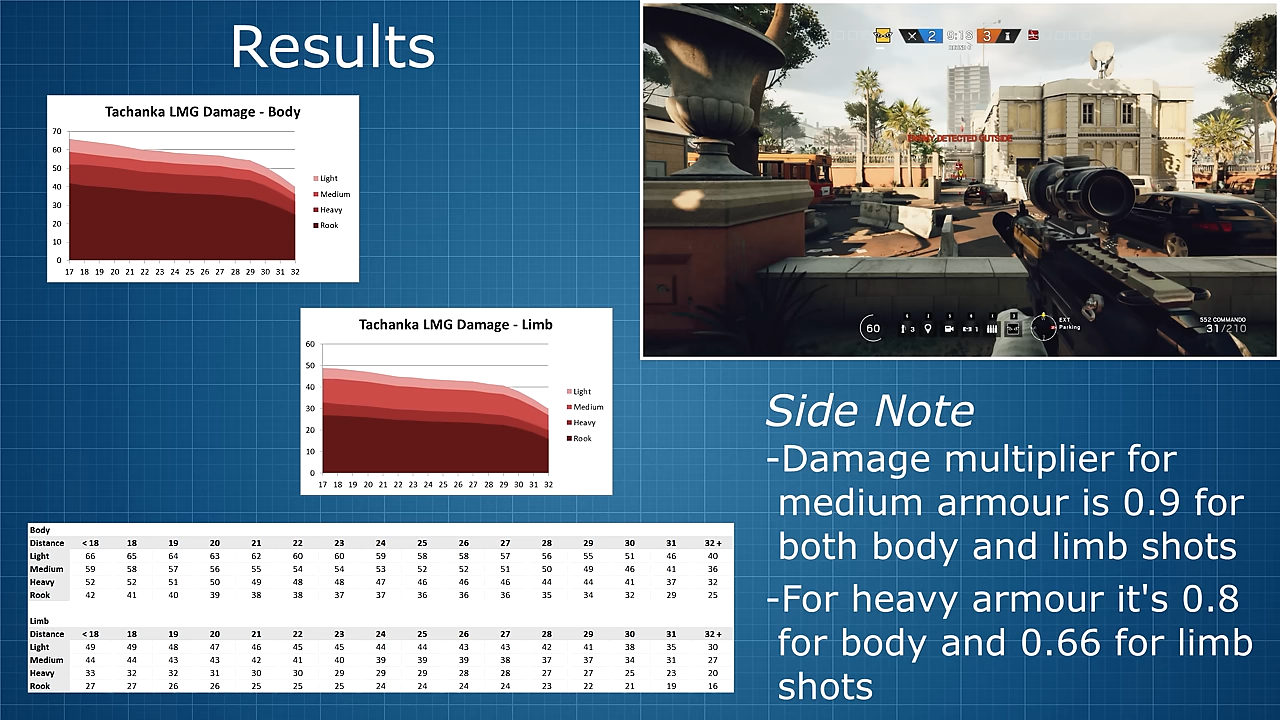 Results
Tachanka LMG Damage - Body
70
60
50
40
30
20
10
0
17 18 19 20 21 22 23 24 25 26 27 28 29 30 31 32
Light
Medium
Heavy
Rook
Tachanka LMG Damage - Limb
60
50
40
30
20
10
0
17 18 19 20 21 22 23 24 25 26 27 28 29 30 31 32
Light
Medium
Heavy
Rook
Body
Distance < 18 18 19 20 21 22 23 24 25 26 27 28 29 30 31 32 +
Light 66 65 64 63 62 60 60 59 58 58 57 56 55 51 46 40
Medium 59 58 57 56 55 54 54 53 52 52 51 50 49 46 41 36
Heavy 52 52 51 50 49 48 48 47 46 46 46 44 44 41 37 32
Rook 42 41 40 39 38 38 37 37 36 36 36 35 34 32 29 25
Limb
Distance < 18 18 19 20 21 22 23 24 25 26 27 28 29 30 31 32 +
Light 49 49 48 47 46 45 45 44 44 43 43 42 41 38 35 30
Medium 44 44 43 43 42 41 40 39 39 39 38 37 37 34 31 27
Heavy 33 32 32 31 30 30 29 29 29 28 28 27 27 25 23 20
Rook 27 27 26 26 25 25 25 24 24 24 24 23 22 21 19 16
2 9:13 3
ENEMY DETECTED OUTSIDE
60
3
1
EXT
Parking
552 COMMANDO
31/210
Side Note
-Damage multiplier for
medium armour is 0.9 for
both body and limb shots
-For heavy armour it's 0.8
for body and 0.66 for limb
shots